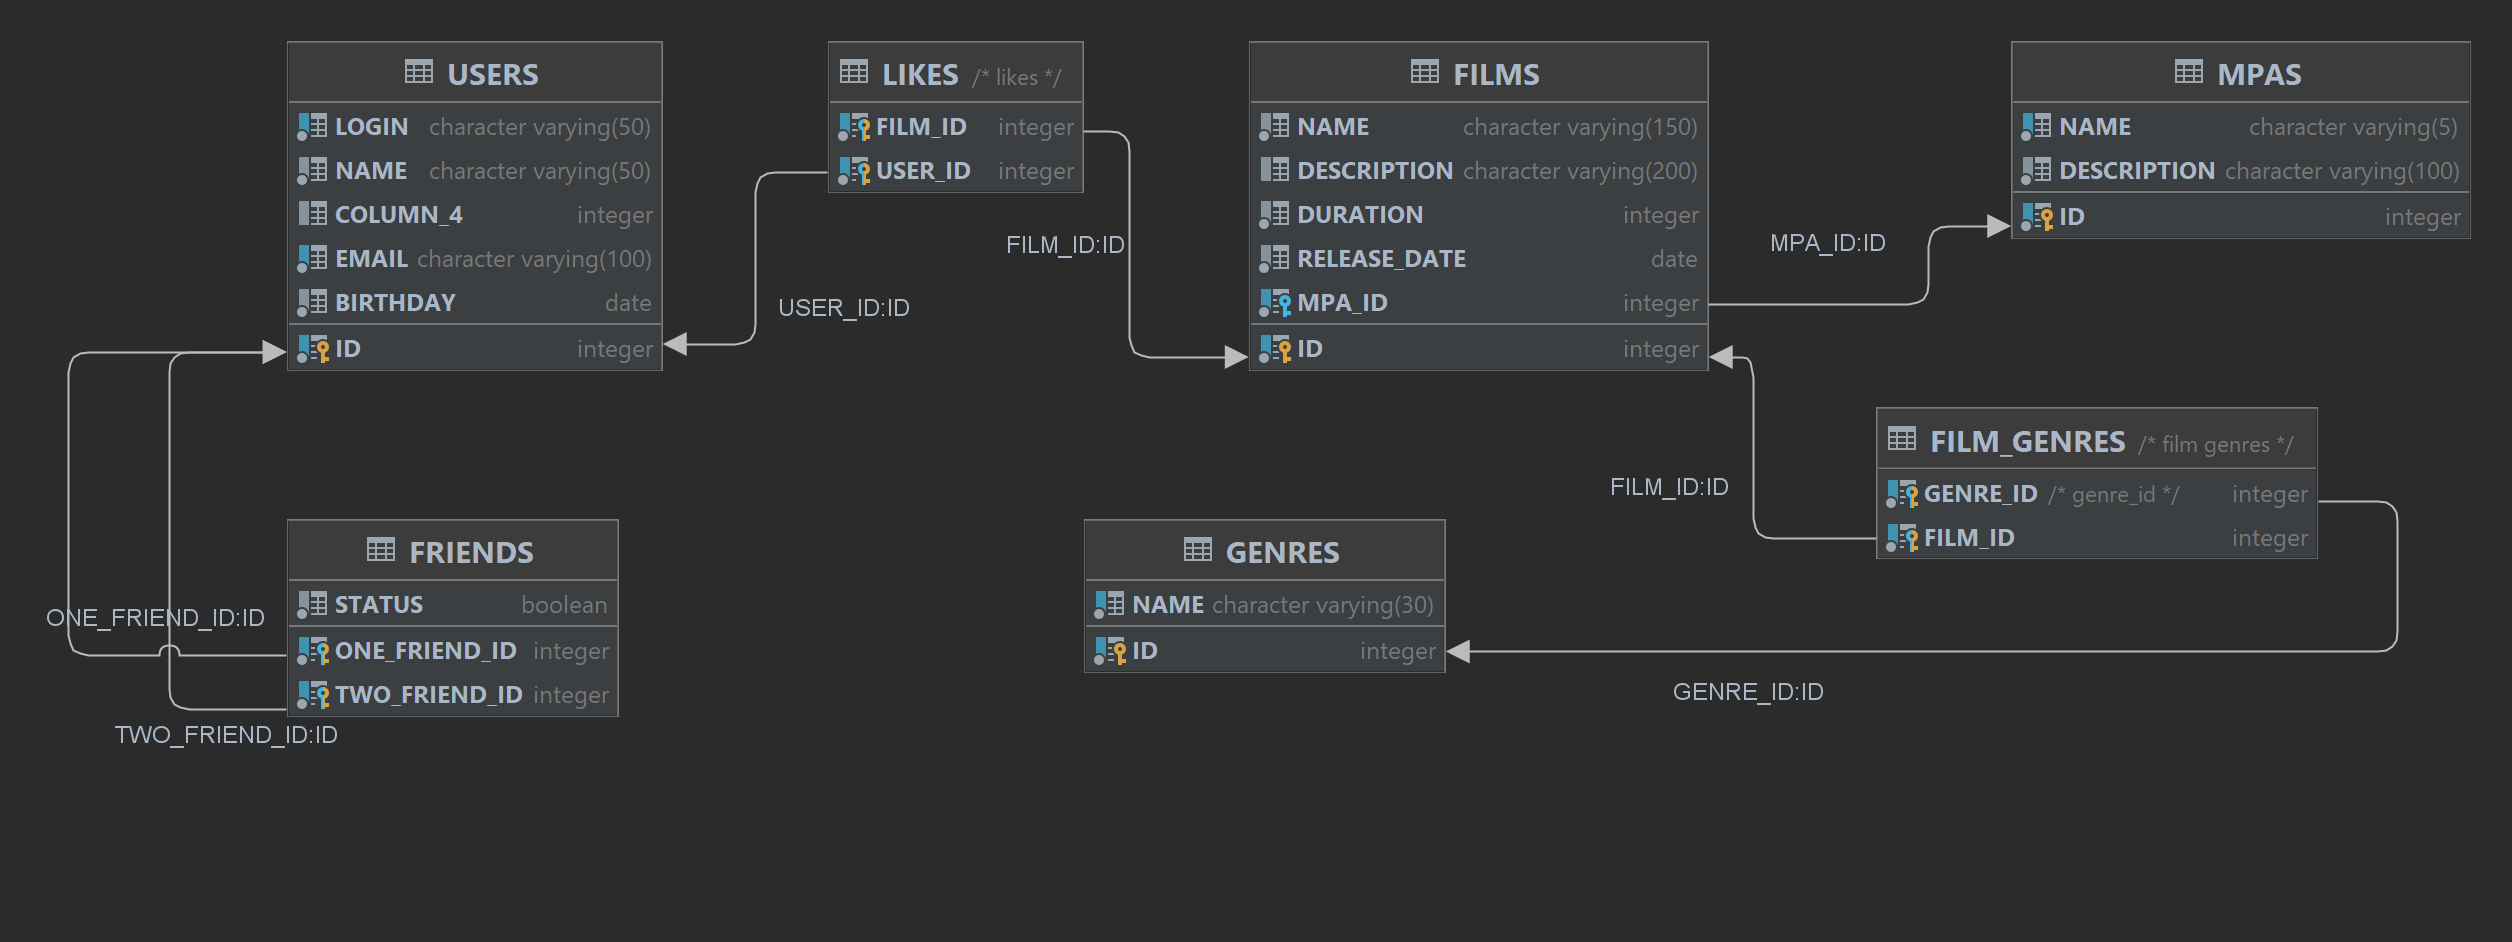 USERS
LOGIN character varying(50)
NAME character varying(50)
COLUMN_4 integer
EMAIL character varying(100)
BIRTHDAY date
ID integer
LIKES /* likes */
FILM_ID integer
USER_ID integer
FILMS
NAME character varying(150)
DESCRIPTION character varying(200)
DURATION integer
RELEASE_DATE date
MPA_ID integer
ID integer
MPAS
NAME character varying(5)
DESCRIPTION character varying(100)
ID integer
FILM_ID:ID
MPA_ID:ID
USER_ID:ID
FILM_GENRES /* film genres */
GENRE_ID /* genre_id */ integer
FILM_ID integer
FILM_ID:ID
FRIENDS
STATUS boolean
ONE_FRIEND_ID integer
TWO_FRIEND_ID integer
GENRES
NAME character varying(30)
ID integer
ONE_FRIEND_ID:ID
GENRE_ID:ID
TWO_FRIEND_ID:ID